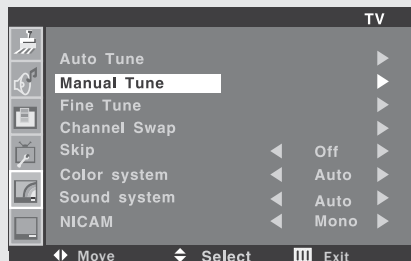 TV
Auto Tune
Manual Tune
Fine Tune
Channel Swap
Skip Off
Color system Auto
Sound system Auto
NICAM Mono
Move Select Exit